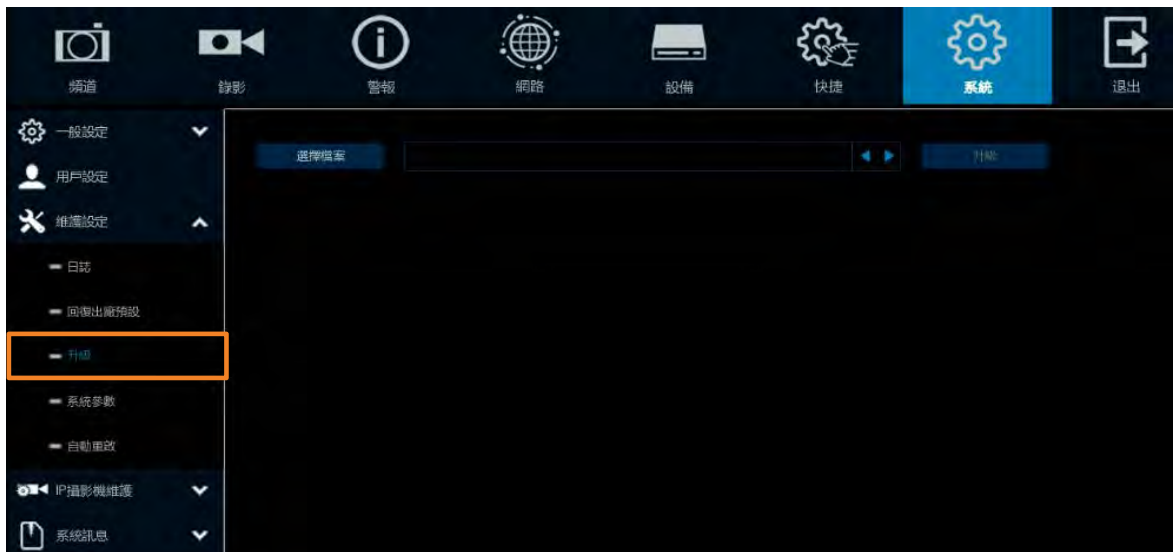 頻道
錄影
警報
網路
設備
快捷
系統
退出
一般設定
用戶設定
維護設定
日誌
回復出廠預設
升級
系統參數
自動重啟
IP攝影機維護
系統訊息
選擇檔案
升級